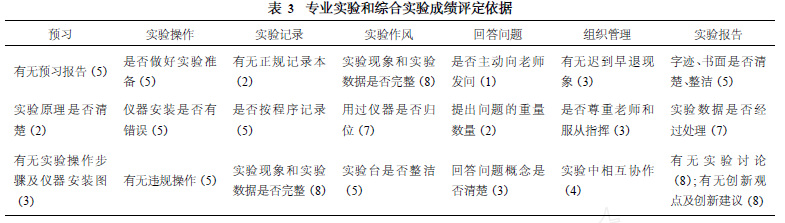 表 3 专业实验和综合实验成绩评定依据
预习 实验操作 实验记录 实验作风 回答问题 组织管理 实验报告
有无预习报告 (5)
是否做好实验准
备 (5)
有无正规记录本
(2)
实验现象和实验
数据是否完整 (8)
是否主动向老师
发问 (1)
有无迟到早退现
象 (3)
字迹、书面是否清
楚、整洁 (5)
实验原理是否清
楚 (2)
仪器安装是否有
错误 (5)
是否按程序记录
(5)
用过仪器是否归
位 (7)
提出问题的重量
数量 (2)
是否尊重老师和
服从指挥 (3)
实验数据是否经
过处理 (7)
有无实验操作步
骤及仪器安装图
(3)
有无违规操作 (5)
实验现象和实验
数据是否完整 (8)
实验台是否整洁
(5)
回答问题概念是
否清楚 (3)
实验中相互协作
(4)
有无实验讨论
(8); 有无创新观
点及创新建议 (8)